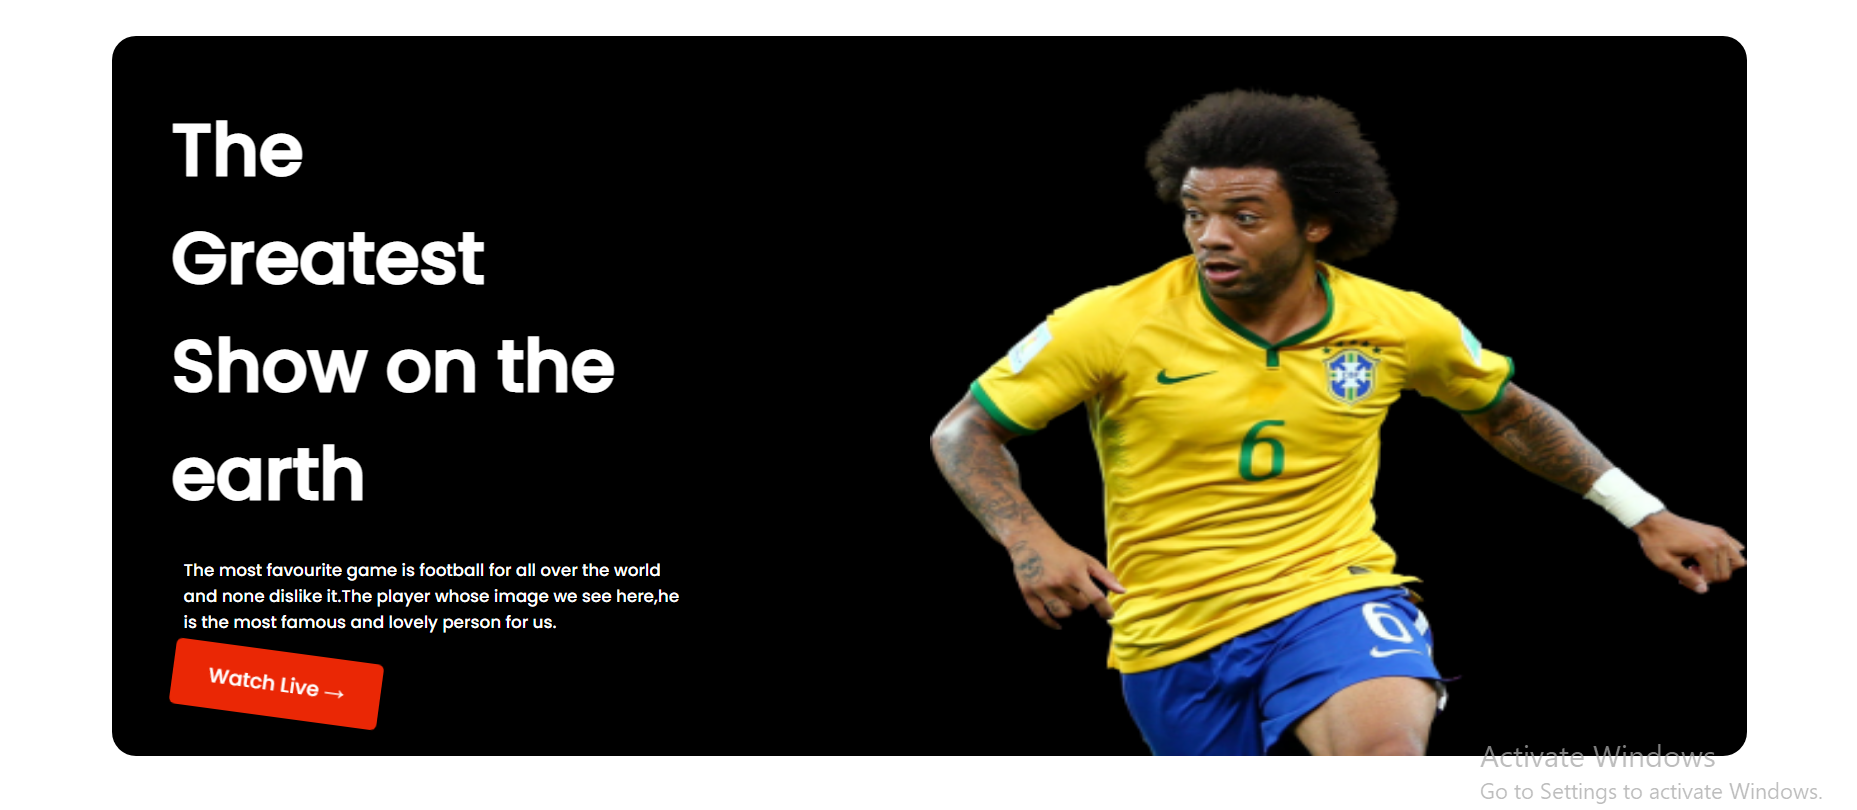 The
Greatest
Show on the
earth
The most favourite game is football for all over the world
and none dislike it.The player whose image we see here,he
is the most famous and lovely person for us.
Watch Live →
6
6
Activate Windows
Go to Settings to activate Windows.